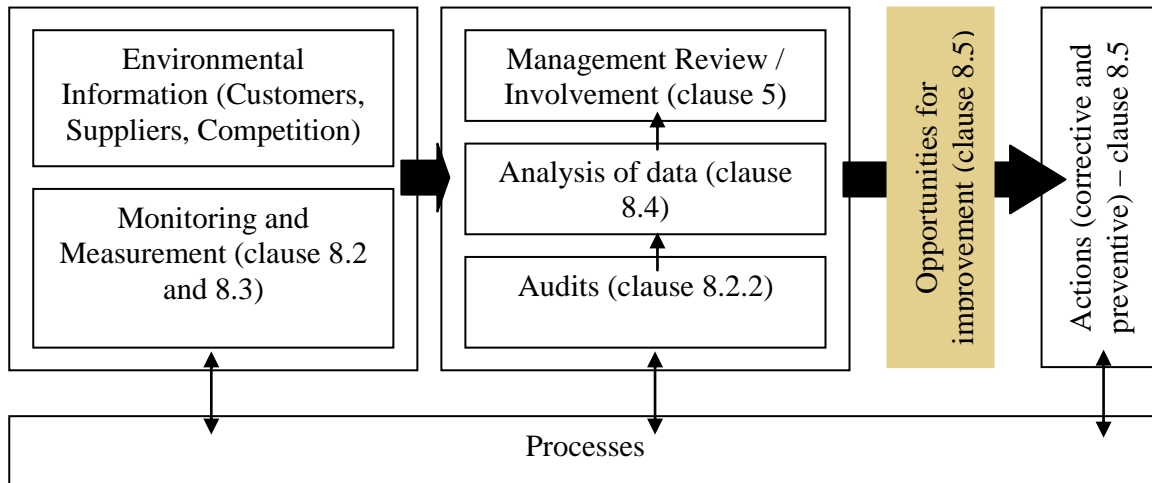 Environmental
Information (Customers,
Suppliers, Competition)
Monitoring and
Measurement (clause 8.2
and 8.3)
Management Review /
Involvement (clause 5)
Analysis of data (clause
8.4)
Audits (clause 8.2.2)
Opportunities for
improvement (clause 8.5)
Actions (corrective and
preventive) – clause 8.5
Processes